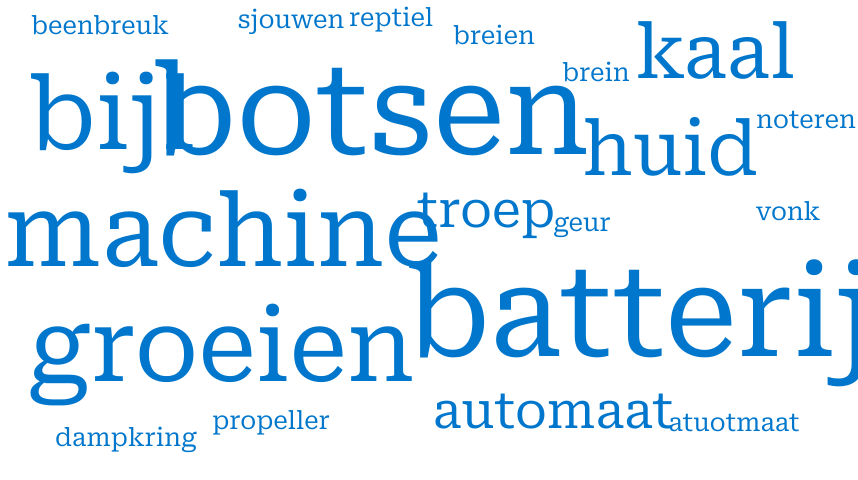 beenbreuk
sjouwen
reptiel
breien
kaal
brein
bijl
botsen
huid
noteren
machine
troep
geur
vonk
batterij
groeien
automaat
atuotmaat
propeller
dampkring